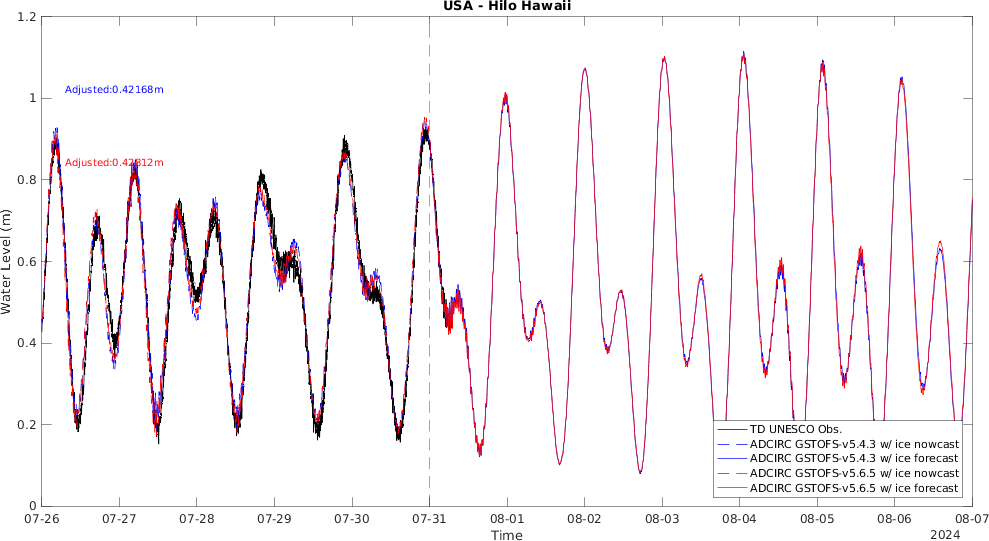 USA - Hilo Hawaii
1.2
1
0.8
0.6
0.4
0.2
0
Water Level (m)
Adjusted:0.42168m
Adjusted:0.42812m
TD UNESCO Obs.
ADCIRC GSTOFS-v5.4.3 w/ ice nowcast
ADCIRC GSTOFS-v5.4.3 w/ ice forecast
ADCIRC GSTOFS-v5.6.5 w/ ice nowcast
ADCIRC GSTOFS-v5.6.5 w/ ice forecast
07-26 07-27 07-28 07-29 07-30 07-31 08-01 08-02 08-03 08-04 08-05 08-06 08-07
Time
2024